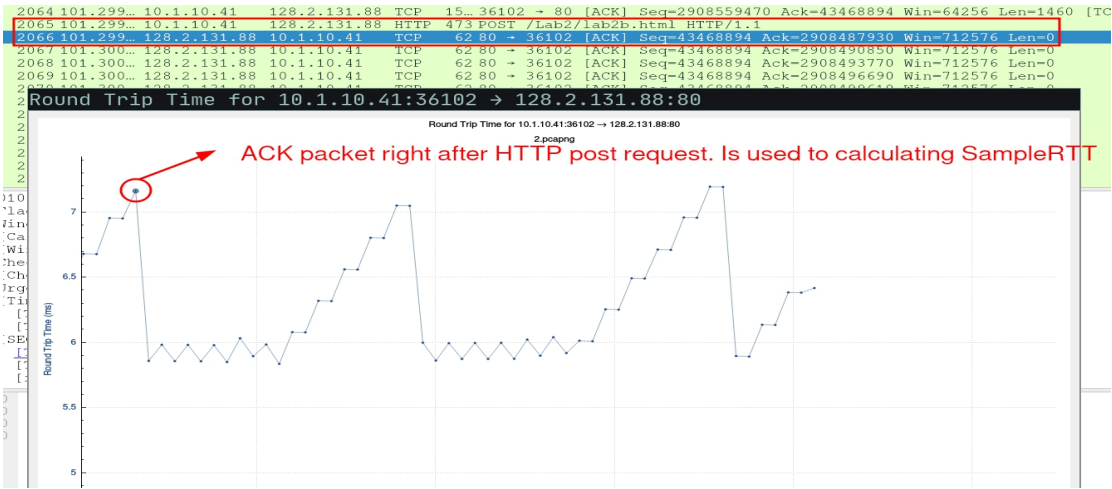 2064 101.299… 10.1.10.41 128.2.131.88 TCP 15… 36102 → 80 [ACK] Seq=2908559470 Ack=43468894 Win=64256 Len=1460 [TC
2065 101.299… 10.1.10.41 128.2.131.88 HTTP 473 POST /Lab2/lab2b.html HTTP/1.1
2066 101.299… 128.2.131.88 10.1.10.41 TCP 62 80 → 36102 [ACK] Seq=43468894 Ack=2908487930 Win=712576 Len=0
2067 101.300… 128.2.131.88 10.1.10.41 TCP 62 80 → 36102 [ACK] Seq=43468894 Ack=2908490850 Win=712576 Len=0
2068 101.300… 128.2.131.88 10.1.10.41 TCP 62 80 → 36102 [ACK] Seq=43468894 Ack=2908493770 Win=712576 Len=0
2069 101.300… 128.2.131.88 10.1.10.41 TCP 62 80 → 36102 [ACK] Seq=43468894 Ack=2908496690 Win=712576 Len=0
Round Trip Time for 10.1.10.41:36102 → 128.2.131.88:80
Round Trip Time for 10.1.10.41:36102 → 128.2.131.88:80
2.pcapng
ACK packet right after HTTP post request. Is used to calculating SampleRTT
7
6.5
6
5.5
5
Round Trip Time (ms)